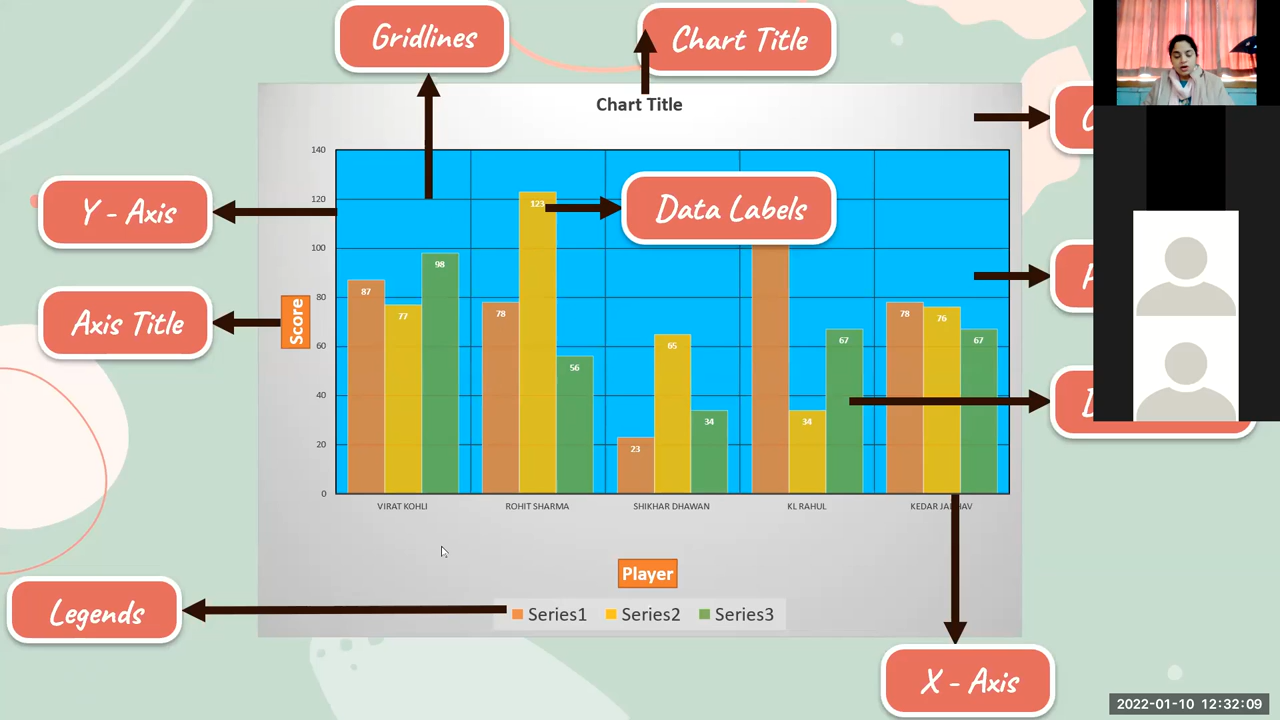 Gridlines
Chart Title
Chart Title
Y - Axis
Axis Title
Data Labels
Score
140
120
100
80
60
40
20
0
87
77
98
78
123
56
23
65
34
34
67
78
76
67
VIRAT KOHLI
ROHIT SHARMA
SHIKHAR DHAWAN
KL RAHUL
KEDAR
Player
Legends
Series1
Series2
Series3
X - Axis
2022-01-10 12:32:09